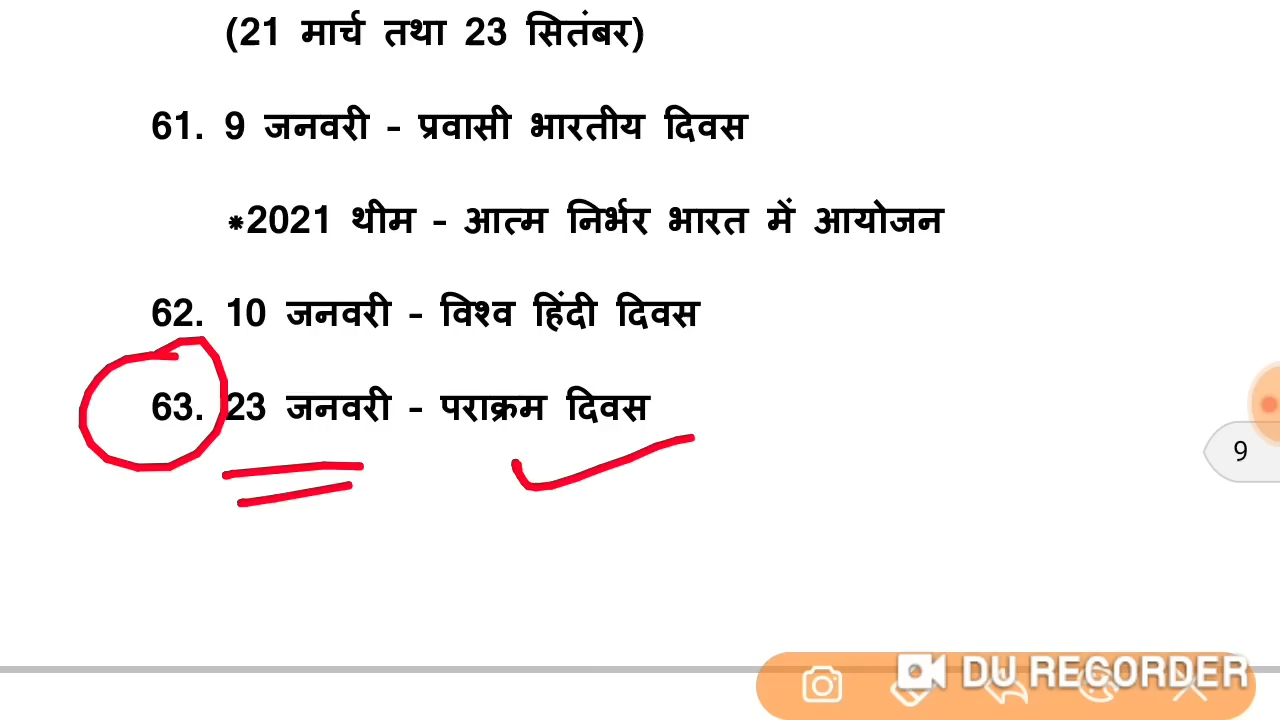 (21 मार्च तथा 23 सितंबर)
61. 9 जनवरी - प्रवासी भारतीय दिवस
*2021 थीम - आत्म निर्भर भारत में आयोजन
62. 10 जनवरी - विश्व हिंदी दिवस
63. 23 जनवरी - पराक्रम दिवस
9
DU RECORDER